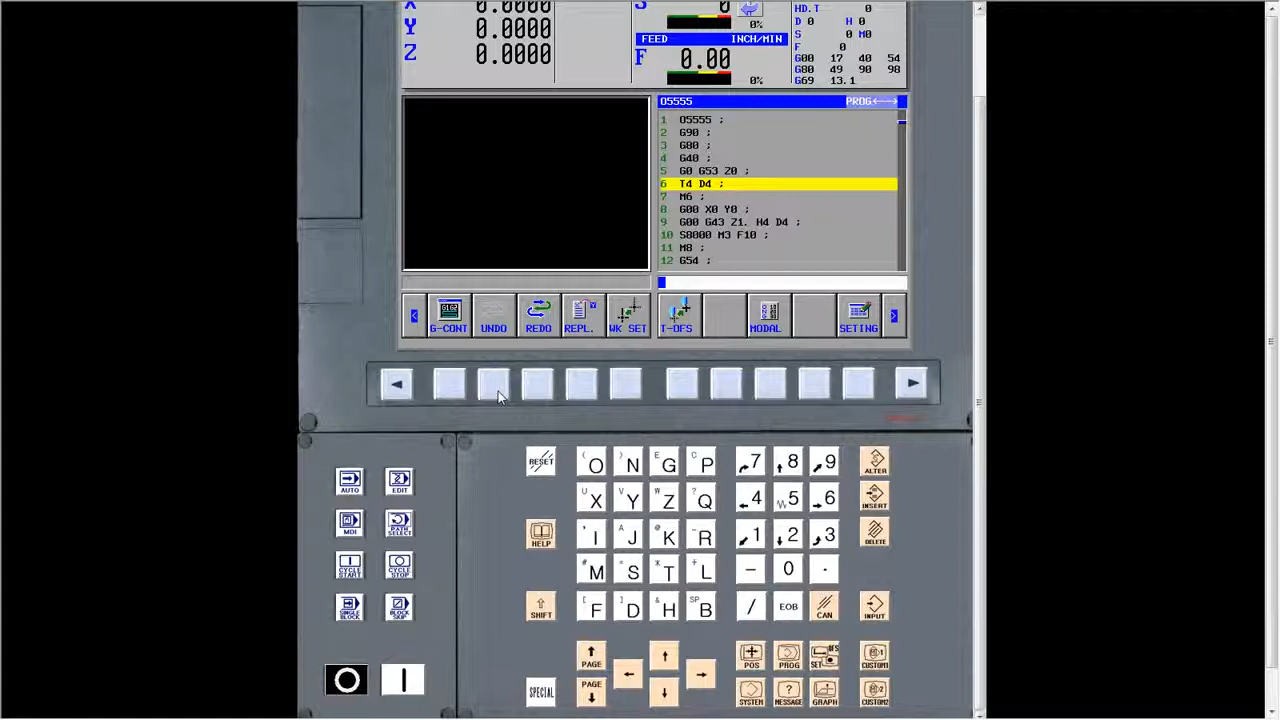 X 0.0000
Y 0.0000
Z 0.0000
S 0
0%
FEED INCH/MIN
F 0.00
0%
HD.T 0
D 0 H 0
S 0 M0
F 0
G00 17 40 54
G80 49 90 98
G69 13.1
O5555 PROG
1 O5555 ;
2 G90 ;
3 G80 ;
4 G40 ;
5 G0 G53 Z0 ;
6 T4 D4 ;
7 M6 ;
8 G00 X0 Y0 ;
9 G00 G43 Z1. H4 D4 ;
10 S8000 M3 F10 ;
11 M8 ;
12 G54 ;
< G-CONT UNDO REDO REPL. WK SET T-OFS MODAL SETING >
RESET ( O ) N E G C P 7 8 9 ALTER
AUTO EDIT
U X V Y W Z ? Q 4 5 6 INSERT
MDI PATH SELECT
HELP ' I A J @ K - R 1 2 3 DELETE
CYCLE START CYCLE STOP
# M = S * T + L - 0 .
SINGLE BLOCK BLOCK SKIP
SHIFT [ F ] D & H SP B / EOB CAN INPUT
PAGE POS PROG OFS SET CUSTOM1
SPECIAL PAGE SYSTEM MESSAGE GRAPH CUSTOM2